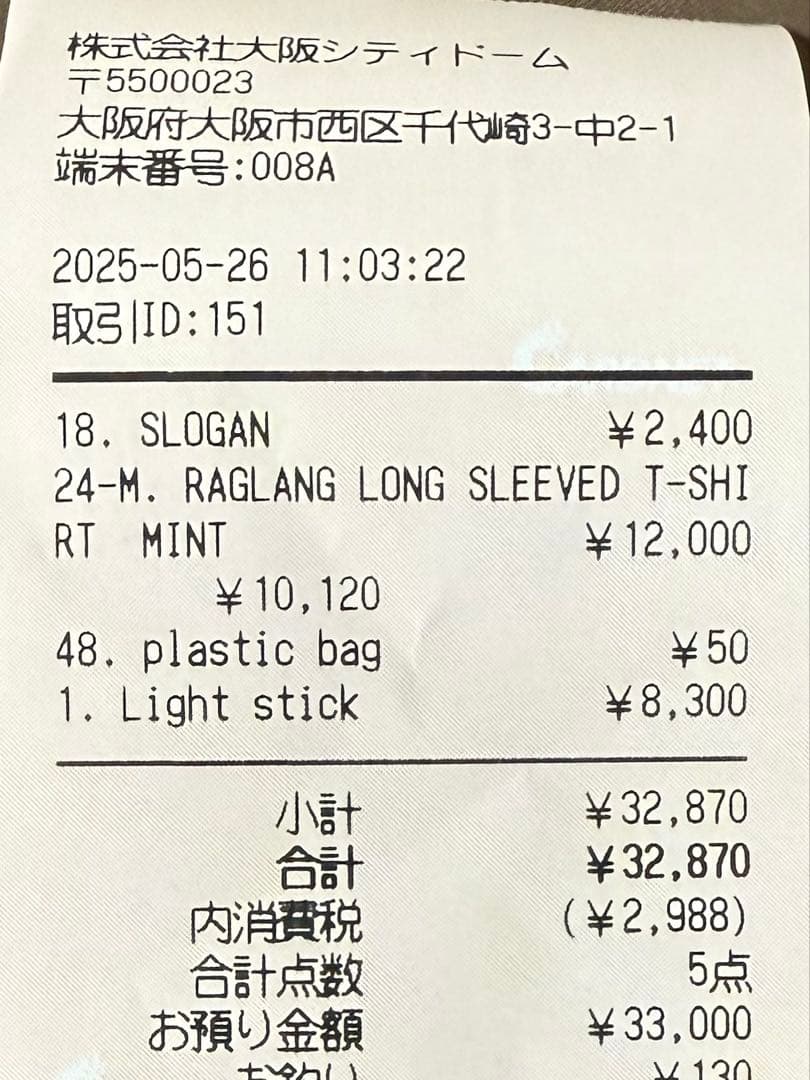 株式会社大阪シティドーム
〒5500023
大阪府大阪市西区千代崎3-中2-1
端末番号:008A
2025-05-26 11:03:22
取引ID:151
18. SLOGAN ¥2,400
24-M. RAGLANG LONG SLEEVED T-SHI
RT MINT ¥12,000
¥10,120
48. plastic bag ¥50
1. Light stick ¥8,300
小計 ¥32,870
合計 ¥32,870
内消費税 (¥2,988)
合計点数 5点
お預り金額 ¥33,000
お釣り ¥130